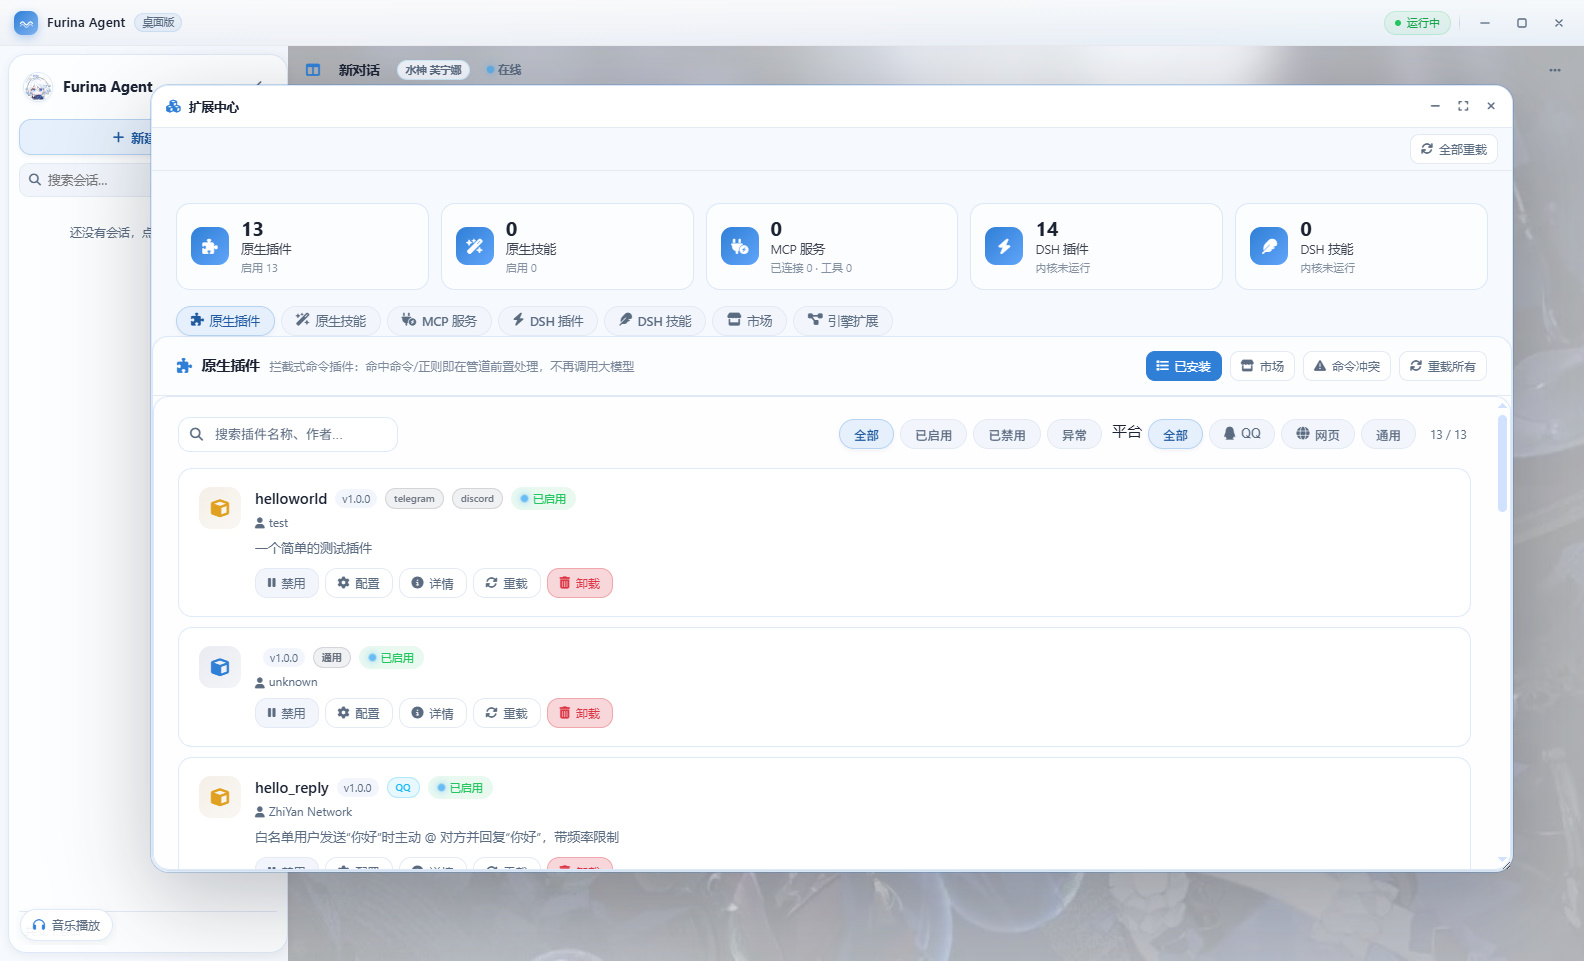 Furina Agent 桌面版 运行中
Furina Agent
新对话 水神 芙宁娜 在线
扩展中心
搜索会话...
还没有会话，点
全部重载
13
原生插件
启用 13
0
原生技能
启用 0
0
MCP 服务
已连接 0 · 工具 0
14
DSH 插件
内核未运行
0
DSH 技能
内核未运行
原生插件 原生技能 MCP 服务 DSH 插件 DSH 技能 市场 引擎扩展
原生插件 拦截式命令插件：命中命令/正则即在管道前置处理，不再调用大模型 已安装 市场 命令冲突 重载所有
搜索插件名称、作者... 全部 已启用 已禁用 异常 平台 全部 QQ 网页 通用 13 / 13
helloworld v1.0.0 telegram discord 已启用
test
一个简单的测试插件
禁用 配置 详情 重载 卸载
v1.0.0 通用 已启用
unknown
禁用 配置 详情 重载 卸载
hello_reply v1.0.0 QQ 已启用
ZhiYan Network
白名单用户发送“你好”时主动 @ 对方并回复“你好”，带频率限制
音乐播放